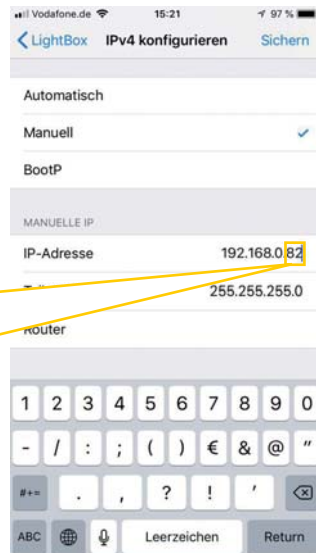 Vodafone.de 15:21 97 %
LightBox IPv4 konfigurieren Sichern
Automatisch
Manuell
BootP
MANUELLE IP
IP-Adresse 192.168.0.82
255.255.255.0
Router
1 2 3 4 5 6 7 8 9 0
- / : ; ( ) € & @ "
#+= . , ? ! '
ABC Leerzeichen Return